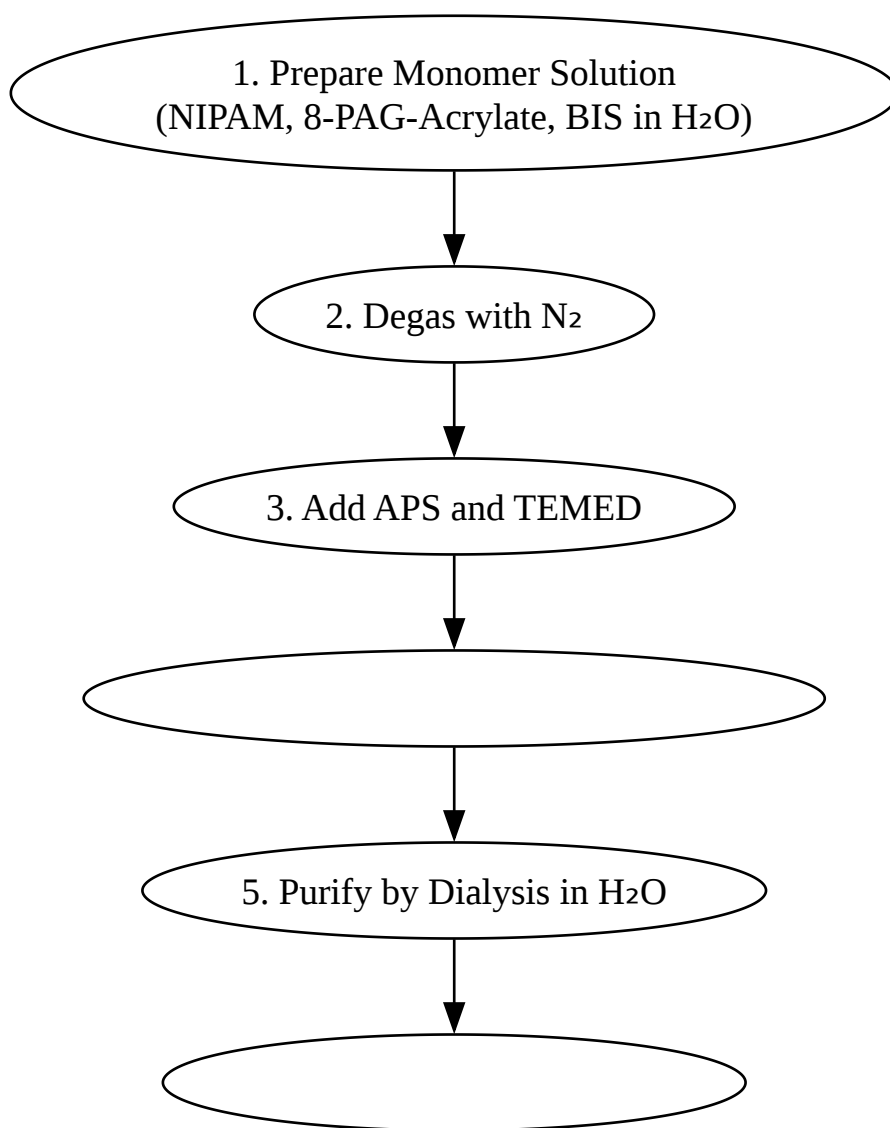 1. Prepare Monomer Solution
(NIPAM, 8-PAG-Acrylate, BIS in H₂O)
2. Degas with N₂
3. Add APS and TEMED
5. Purify by Dialysis in H₂O